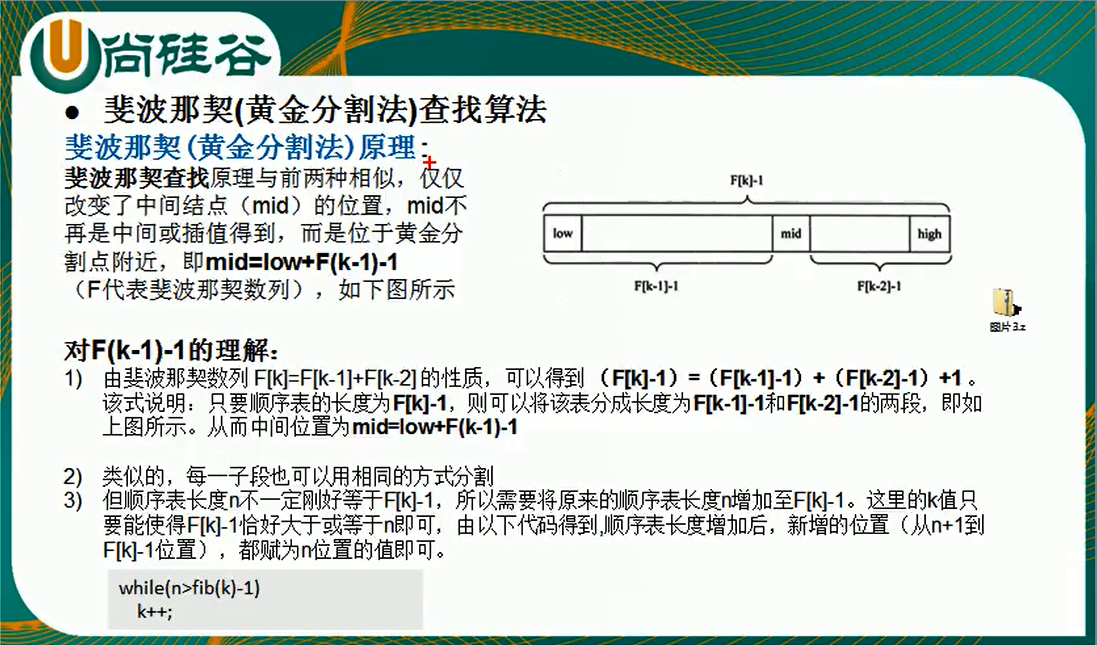 尚硅谷
● 斐波那契(黄金分割法)查找算法
斐波那契(黄金分割法)原理:
斐波那契查找原理与前两种相似，仅仅
改变了中间结点（mid）的位置，mid不
再是中间或插值得到，而是位于黄金分
割点附近，即mid=low+F(k-1)-1
（F代表斐波那契数列），如下图所示
F[k]-1
low mid high
F[k-1]-1 F[k-2]-1
图片3.z
对F(k-1)-1的理解：
1) 由斐波那契数列 F[k]=F[k-1]+F[k-2] 的性质，可以得到 （F[k]-1）=（F[k-1]-1）+（F[k-2]-1）+1 。
该式说明：只要顺序表的长度为F[k]-1，则可以将该表分成长度为F[k-1]-1和F[k-2]-1的两段，即如
上图所示。从而中间位置为mid=low+F(k-1)-1
2) 类似的，每一子段也可以用相同的方式分割
3) 但顺序表长度n不一定刚好等于F[k]-1，所以需要将原来的顺序表长度n增加至F[k]-1。这里的k值只
要能使得F[k]-1恰好大于或等于n即可，由以下代码得到,顺序表长度增加后，新增的位置（从n+1到
F[k]-1位置），都赋为n位置的值即可。
while(n>fib(k)-1)
k++;